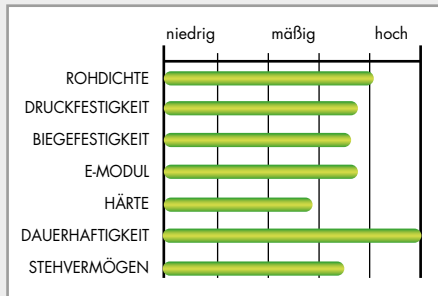 niedrig mäßig hoch
ROHDICHTE
DRUCKFESTIGKEIT
BIEGEFESTIGKEIT
E-MODUL
HÄRTE
DAUERHAFTIGKEIT
STEHVERMÖGEN